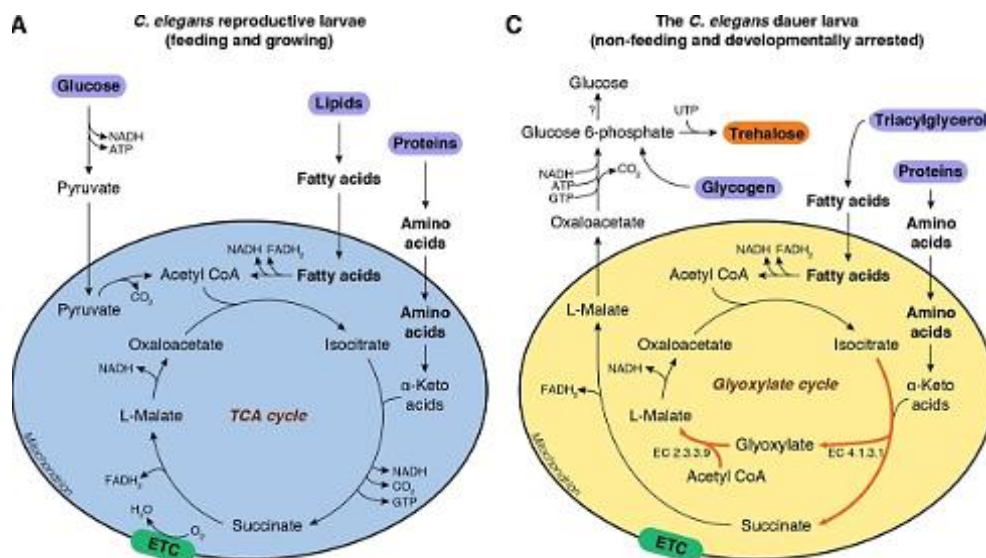 A
C. elegans reproductive larvae
(feeding and growing)
Glucose
NADH
ATP
Pyruvate
Lipids
Fatty acids
Proteins
Amino
acids
NADH FADH2
Acetyl CoA
Fatty acids
Pyruvate
CO2
Amino
acids
Oxaloacetate
Isocitrate
NADH
α-Keto
acids
L-Malate
TCA cycle
NADH
CO2
GTP
FADH2
Succinate
H2O
O2
ETC
Mitochondrion
C
The C. elegans dauer larva
(non-feeding and developmentally arrested)
Glucose
?
UTP
Glucose 6-phosphate
Trehalose
Triacylglycerol
NADH
ATP
GTP
CO2
Glycogen
Proteins
Oxaloacetate
Fatty acids
Amino
acids
NADH FADH2
Acetyl CoA
Fatty acids
L-Malate
Amino
acids
Oxaloacetate
Isocitrate
NADH
FADH2
Glyoxylate cycle
α-Keto
acids
L-Malate
Glyoxylate
EC 2.3.3.9
EC 4.1.3.1
Acetyl CoA
Succinate
ETC
Mitochondrion